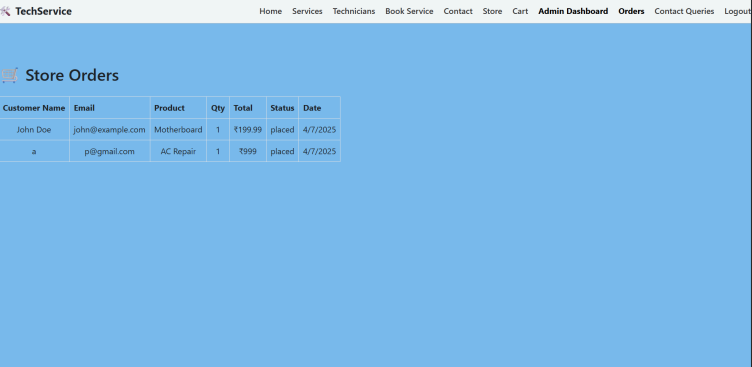 TechService Home Services Technicians Book Service Contact Store Cart Admin Dashboard Orders Contact Queries Logout
Store Orders
Customer Name Email Product Qty Total Status Date
John Doe john@example.com Motherboard 1 ₹199.99 placed 4/7/2025
a p@gmail.com AC Repair 1 ₹999 placed 4/7/2025